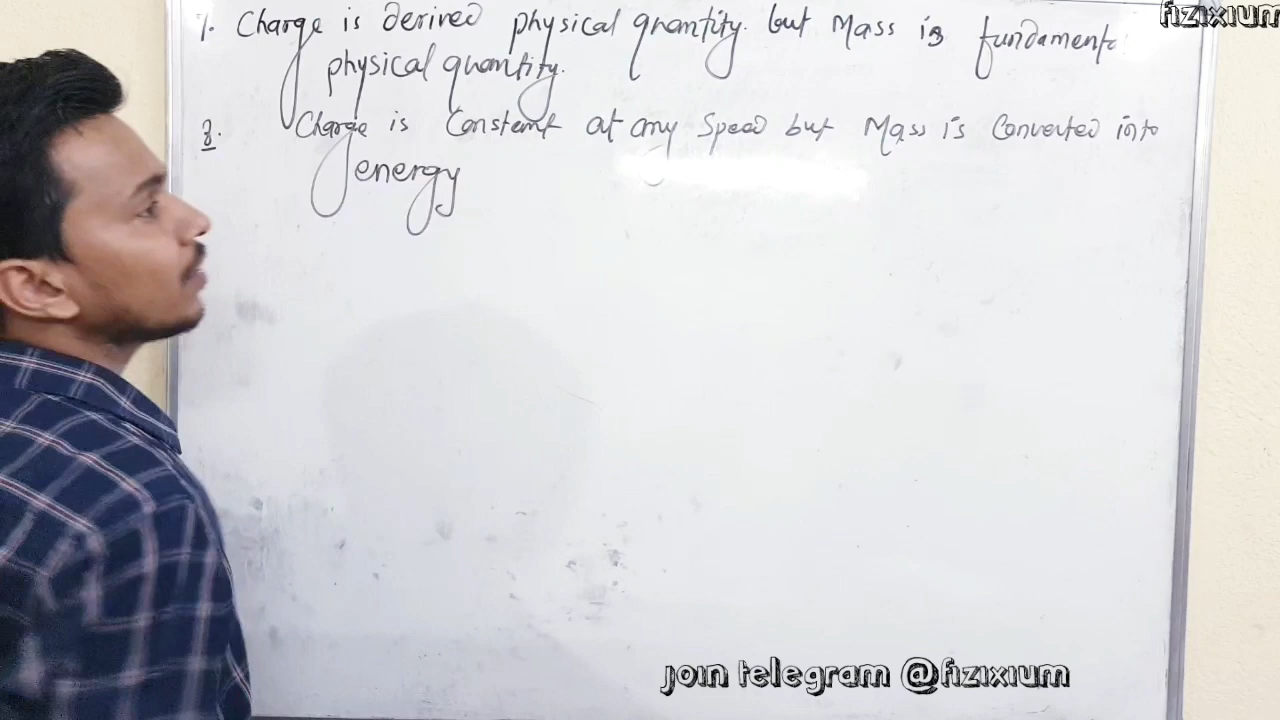 fizixium
7. Charge is derived physical quantity. but Mass is fundamenta
physical quantity.
8. Charge is Constant at any Speed but Mass is Converted into
energy
join telegram @fizixium